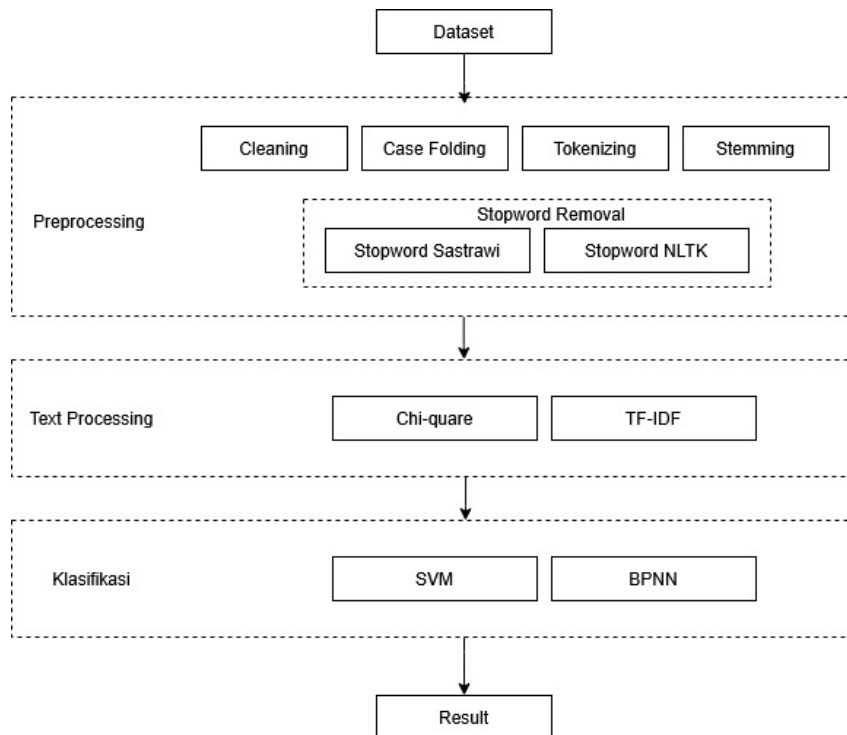 Dataset
Cleaning
Case Folding
Tokenizing
Stemming
Preprocessing
Stopword Removal
Stopword Sastrawi
Stopword NLTK
Text Processing
Chi-quare
TF-IDF
Klasifikasi
SVM
BPNN
Result